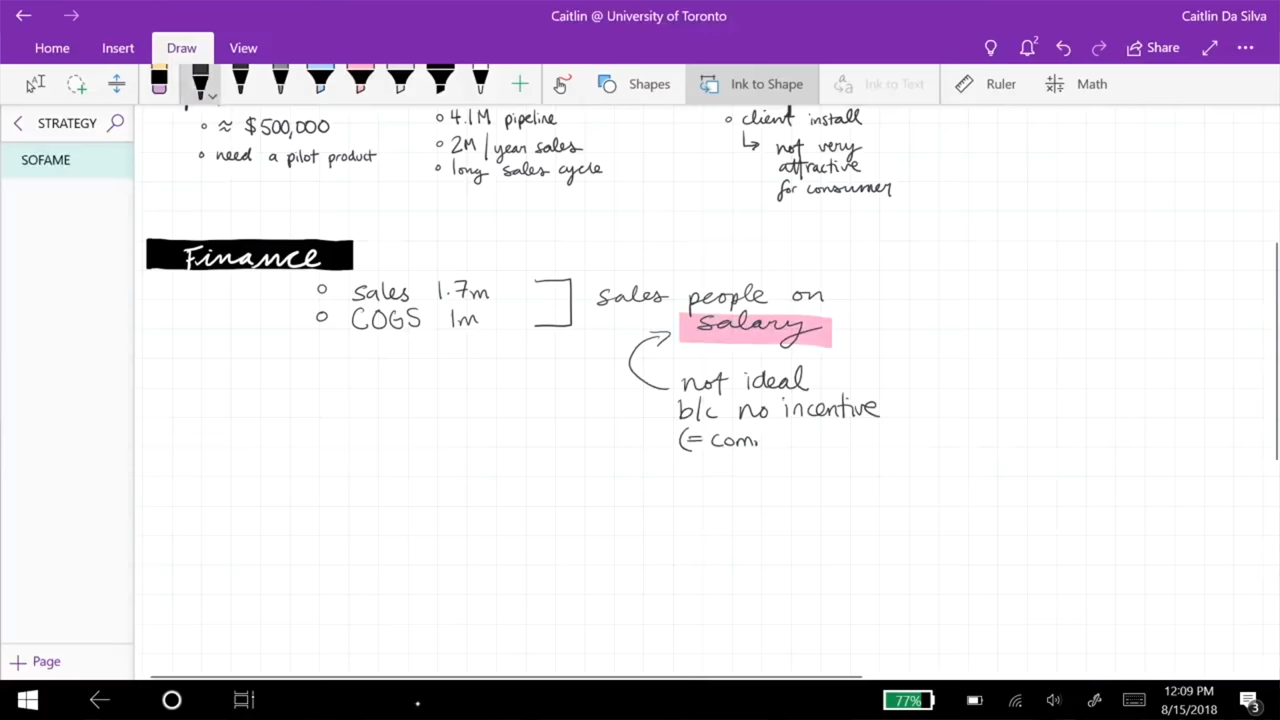 Caitlin @ University of Toronto
Caitlin Da Silva
Home Insert Draw View
2
Share
Shapes
Ink to Shape
Ink to Text
Ruler
Math
STRATEGY
SOFAME
≈ $500,000
need a pilot product
4.1M pipeline
2M/year sales
long sales cycle
client install
↳ not very
attractive
for consumer
Finance
sales 1.7m
COGS 1m
sales people on
salary
not ideal
b/c no incentive
(= com
+ Page
77%
12:09 PM
8/15/2018
3